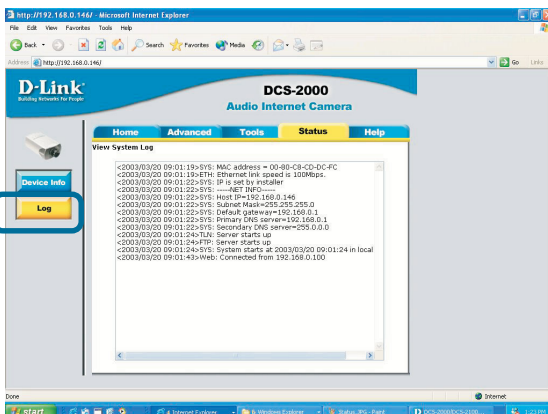 http://192.168.0.146/ - Microsoft Internet Explorer
File Edit View Favorites Tools Help
Back Search Favorites Media
Address http://192.168.0.146/ Go Links
D-Link
Building Networks for People
DCS-2000
Audio Internet Camera
Home Advanced Tools Status Help
View System Log
Device Info
Log
<2003/03/20 09:01:19>SYS: MAC address = 00-80-C8-CD-DC-FC
<2003/03/20 09:01:19>ETH: Ethernet link speed is 100Mbps.
<2003/03/20 09:01:22>SYS: IP is set by installer
<2003/03/20 09:01:22>SYS: -----NET INFO-----
<2003/03/20 09:01:22>SYS: Host IP=192.168.0.146
<2003/03/20 09:01:22>SYS: Subnet Mask=255.255.255.0
<2003/03/20 09:01:22>SYS: Default gateway=192.168.0.1
<2003/03/20 09:01:22>SYS: Primary DNS server=192.168.0.1
<2003/03/20 09:01:22>SYS: Secondary DNS server=255.0.0.0
<2003/03/20 09:01:24>TLN: Server starts up
<2003/03/20 09:01:24>FTP: Server starts up
<2003/03/20 09:01:24>SYS: System starts at 2003/03/20 09:01:24 in local
<2003/03/20 09:01:43>Web: Connected from 192.168.0.100
Done Internet
start 4 Internet Explorer 6 Windows Explorer Status.JPG - Paint DCS-2000DCS-2100... 1:23 PM